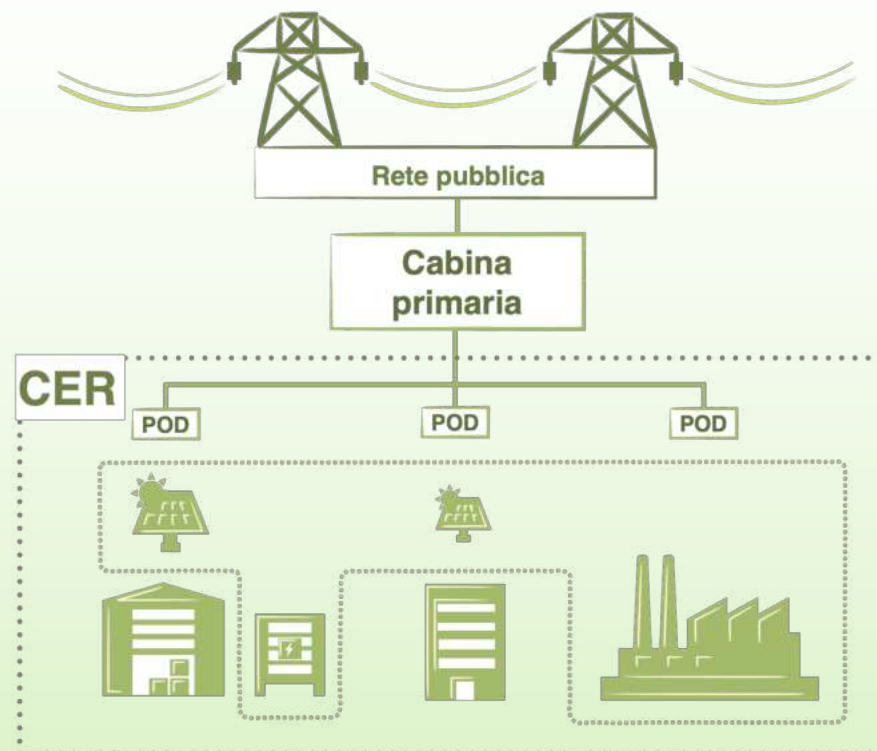 Rete pubblica
Cabina
primaria
CER
POD
POD
POD